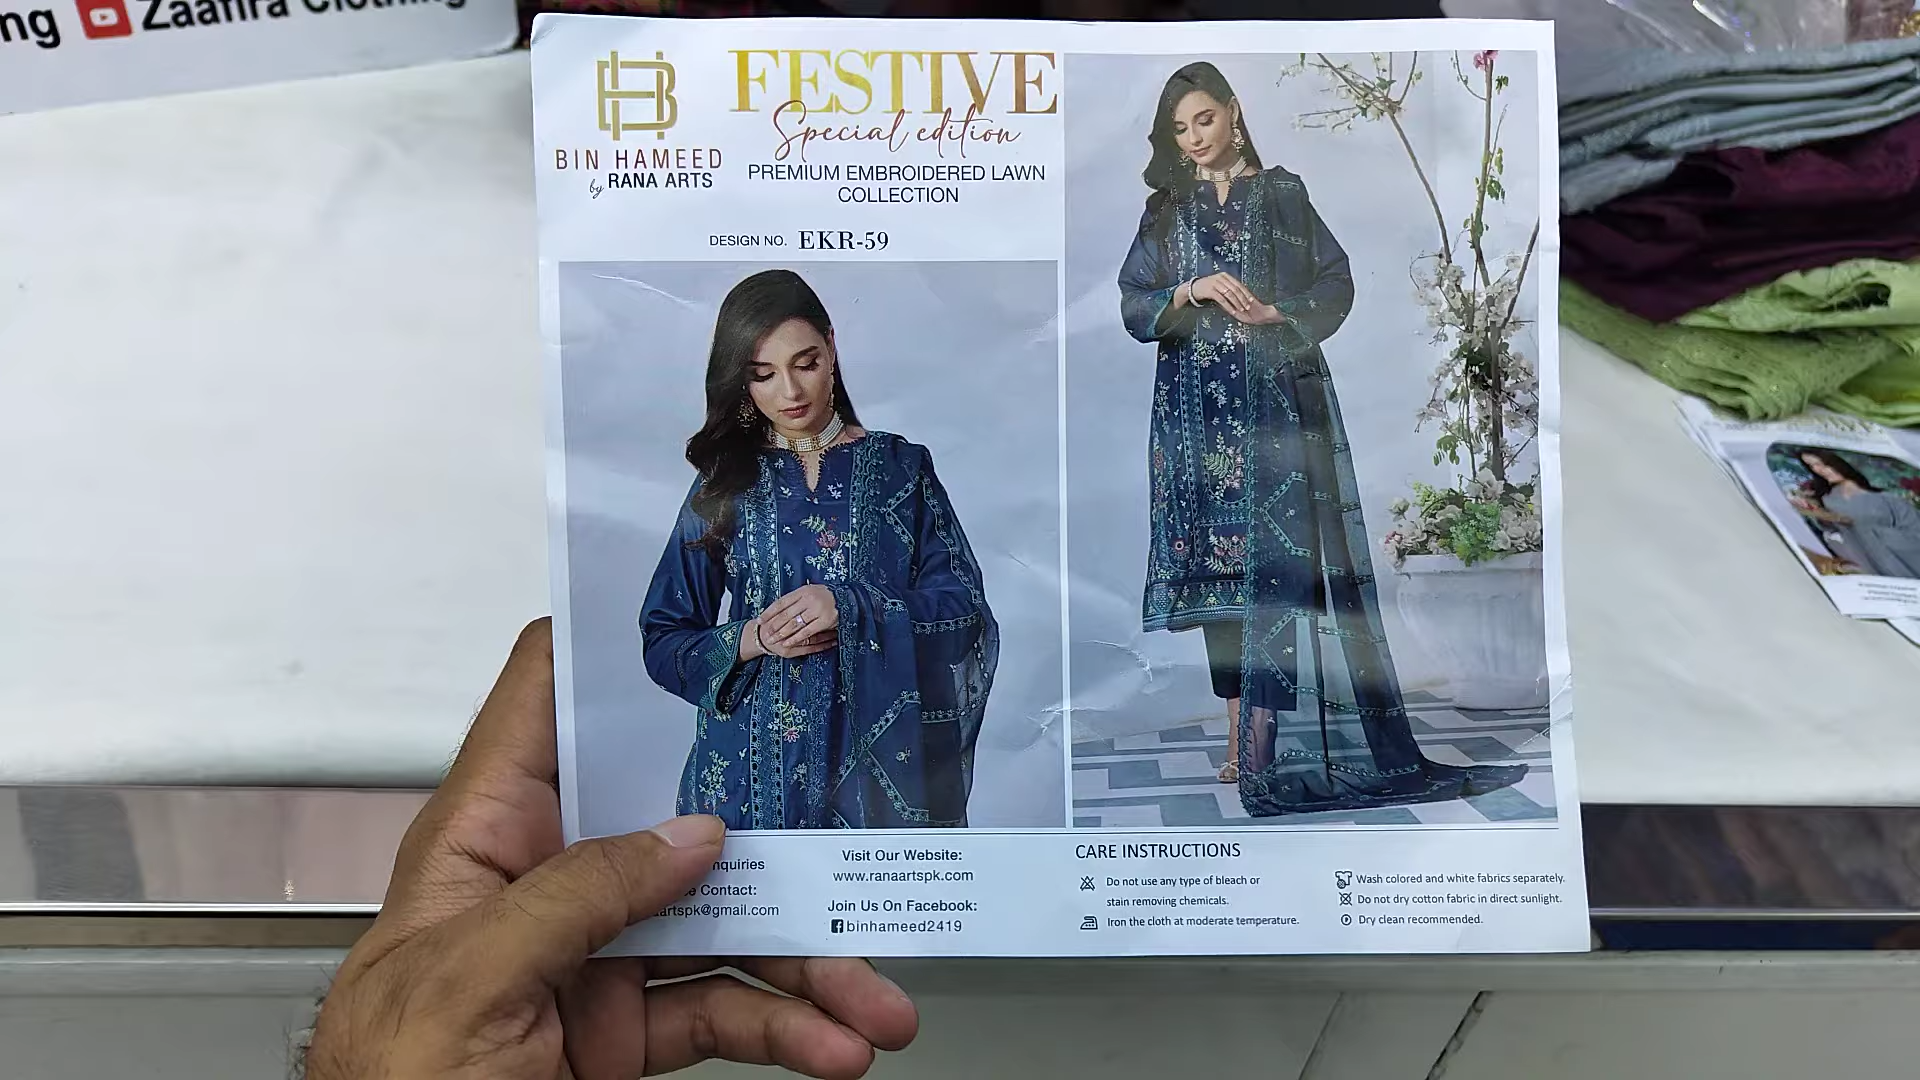 ng Zaafira Clothing
BIN HAMEED
by RANA ARTS
FESTIVE
Special edition
PREMIUM EMBROIDERED LAWN
COLLECTION
DESIGN NO. EKR-59
nquiries
e Contact:
artspk@gmail.com
Visit Our Website:
www.ranaartspk.com
Join Us On Facebook:
binhameed2419
CARE INSTRUCTIONS
Do not use any type of bleach or
stain removing chemicals.
Iron the cloth at moderate temperature.
Wash colored and white fabrics separately.
Do not dry cotton fabric in direct sunlight.
Dry clean recommended.